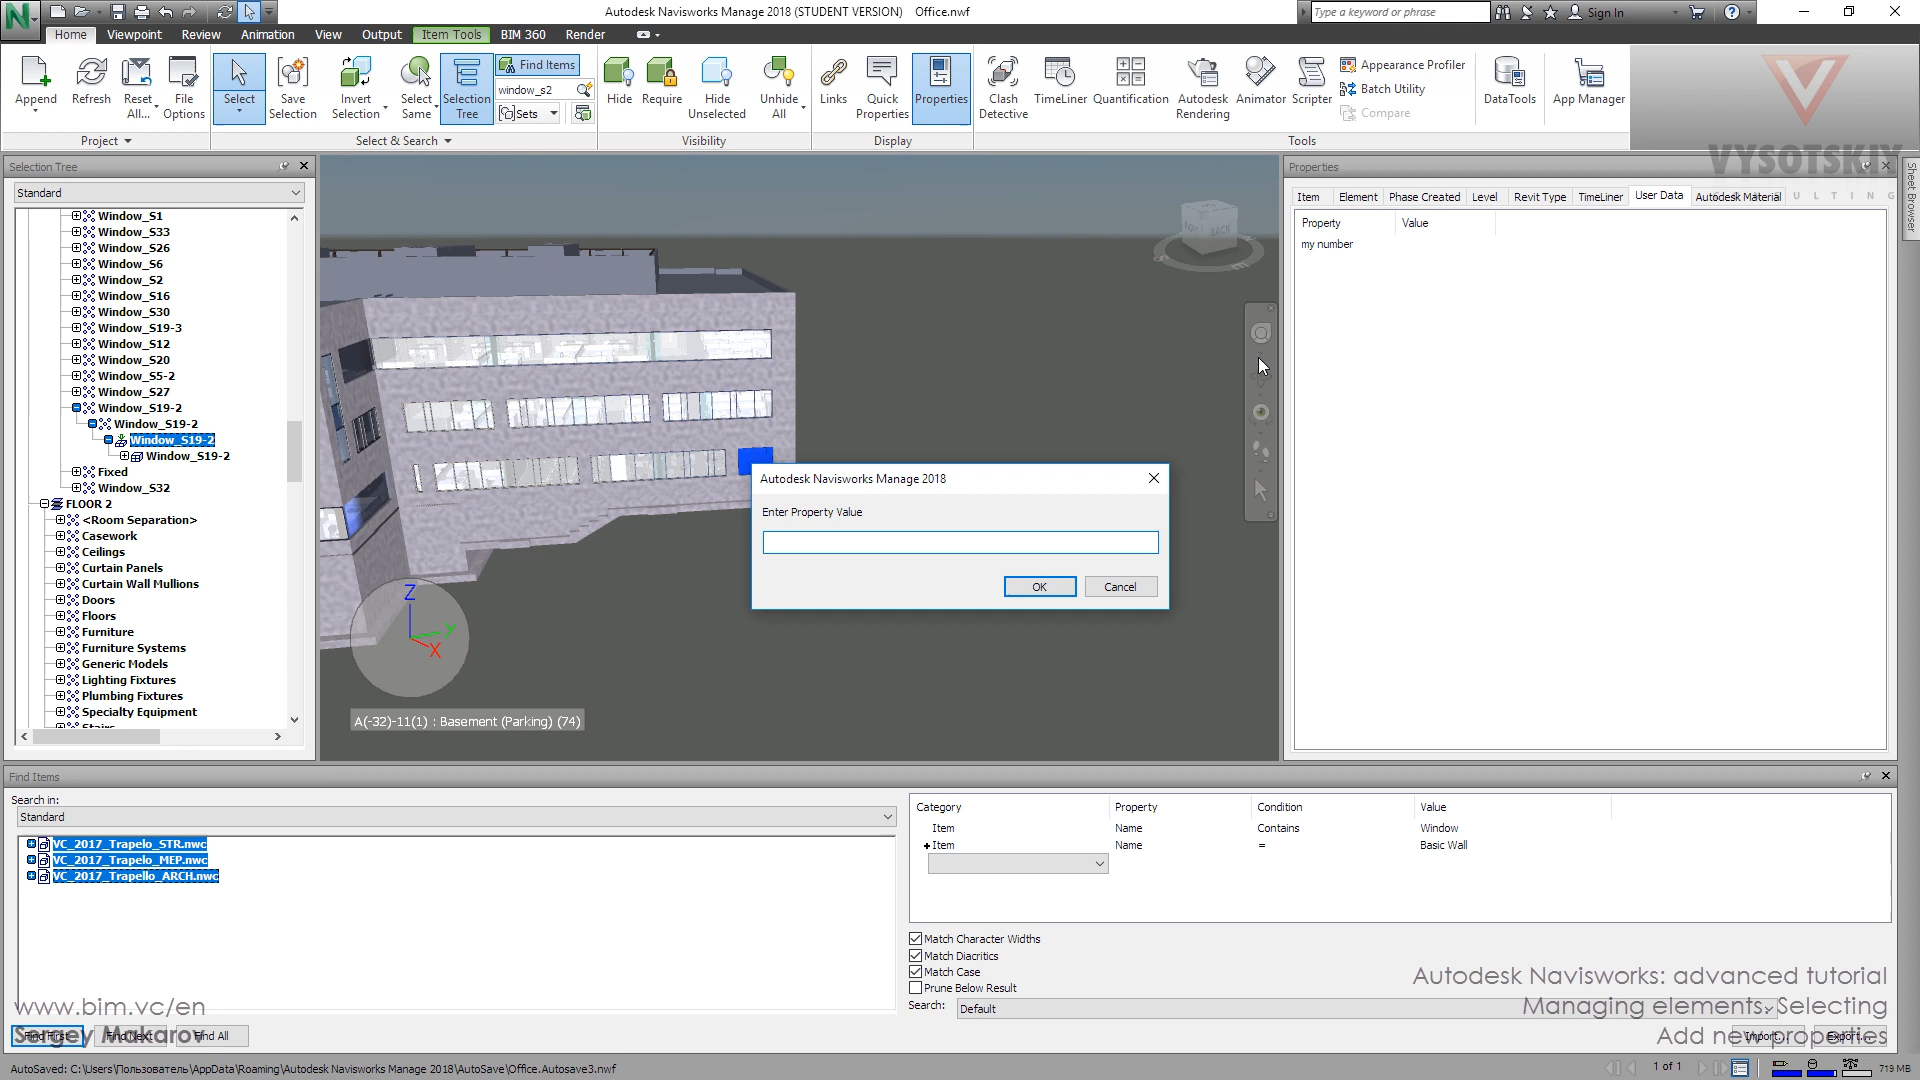 Autodesk Navisworks Manage 2018 (STUDENT VERSION) Office.nwf
Type a keyword or phrase
Sign In
Home Viewpoint Review Animation View Output Item Tools BIM 360 Render
Append
Refresh
Reset All...
File Options
Select
Save Selection
Invert Selection
Select Same
Selection Tree
Find Items
window_s2
Sets
Hide
Require
Hide Unselected
Unhide All
Links
Quick Properties
Properties
Clash Detective
TimeLiner
Quantification
Autodesk Rendering
Animator
Scripter
Appearance Profiler
Batch Utility
Compare
DataTools
App Manager
Project
Select & Search
Visibility
Display
Tools
VYSOTSKIY
Selection Tree
Standard
Window_S1
Window_S33
Window_S26
Window_S6
Window_S2
Window_S16
Window_S30
Window_S19-3
Window_S12
Window_S20
Window_S5-2
Window_S27
Window_S19-2
Window_S19-2
Window_S19-2
Window_S19-2
Fixed
Window_S32
FLOOR 2
<Room Separation>
Casework
Ceilings
Curtain Panels
Curtain Wall Mullions
Doors
Floors
Furniture
Furniture Systems
Generic Models
Lighting Fixtures
Plumbing Fixtures
Specialty Equipment
Stairs
BACK
Z
Y
X
A(-32)-11(1) : Basement (Parking) (74)
Autodesk Navisworks Manage 2018
Enter Property Value
OK
Cancel
Properties
Item Element Phase Created Level Revit Type TimeLiner User Data Autodesk Material
U L T I N G
Property Value
my number
Sheet Browser
Find Items
Search in:
Standard
VC_2017_Trapelo_STR.nwc
VC_2017_Trapelo_MEP.nwc
VC_2017_Trapello_ARCH.nwc
Category Property Condition Value
Item Name Contains Window
+Item Name = Basic Wall
Match Character Widths
Match Diacritics
Match Case
Prune Below Result
Search: Default
Find First
Find Next
Find All
Import...
Export...
www.bim.vc/en
Sergey Makarov
Autodesk Navisworks: advanced tutorial
Managing elements. Selecting
Add new properties
AutoSaved: C:\Users\Пользователь\AppData\Roaming\Autodesk Navisworks Manage 2018\AutoSave\Office.Autosave3.nwf
1 of 1
719 MB